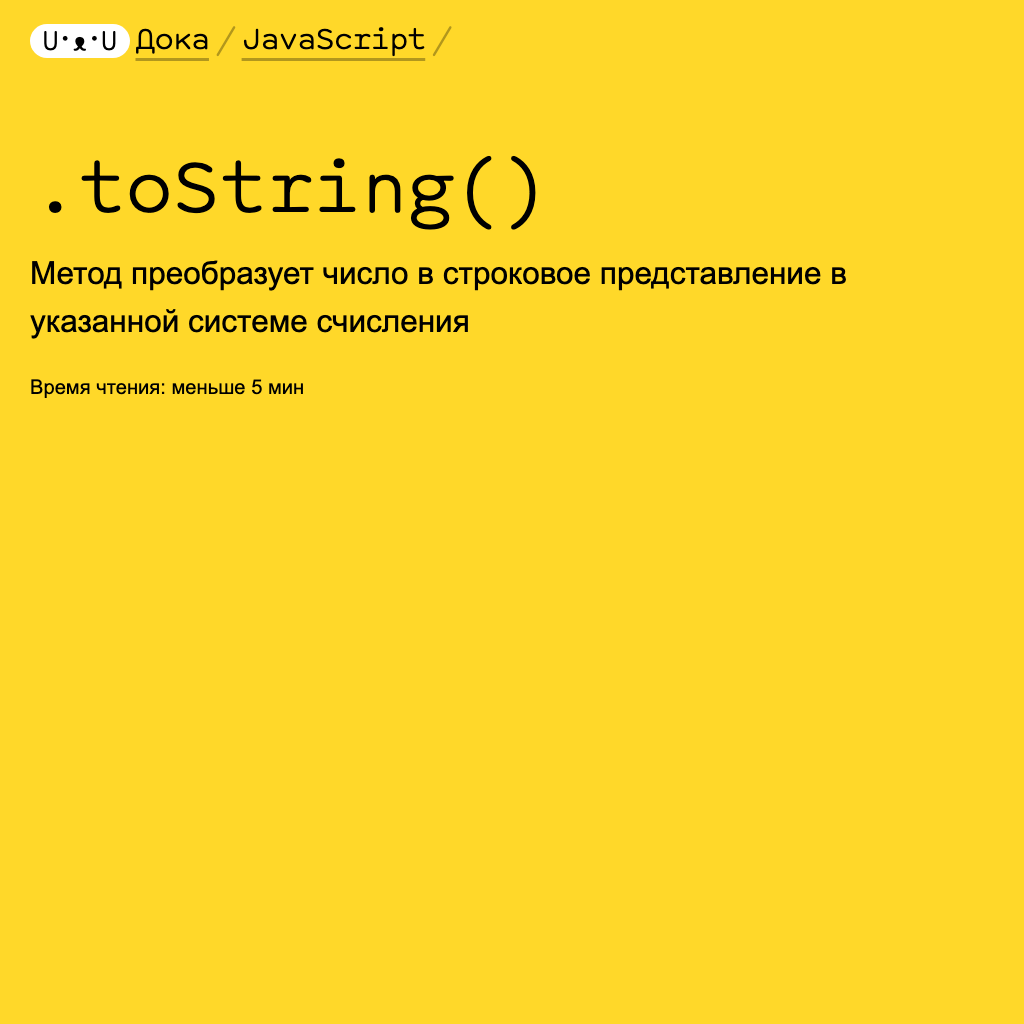 U·ᴥ·U Дока / JavaScript /
.toString()
Метод преобразует число в строковое представление в
указанной системе счисления
Время чтения: меньше 5 мин